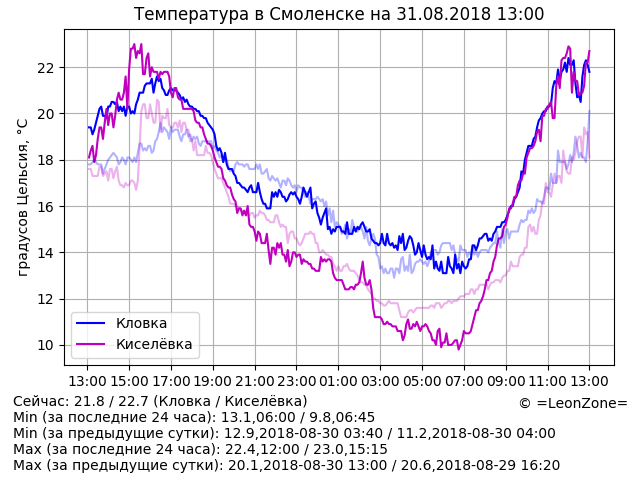 Температура в Смоленске на 31.08.2018 13:00
градусов Цельсия, °C
22
20
18
16
14
12
10
Кловка
Киселёвка
13:00 15:00 17:00 19:00 21:00 23:00 01:00 03:00 05:00 07:00 09:00 11:00 13:00
Сейчас: 21.8 / 22.7 (Кловка / Киселёвка)
© =LeonZone=
Min (за последние 24 часа): 13.1,06:00 / 9.8,06:45
Min (за предыдущие сутки): 12.9,2018-08-30 03:40 / 11.2,2018-08-30 04:00
Max (за последние 24 часа): 22.4,12:00 / 23.0,15:15
Max (за предыдущие сутки): 20.1,2018-08-30 13:00 / 20.6,2018-08-29 16:20